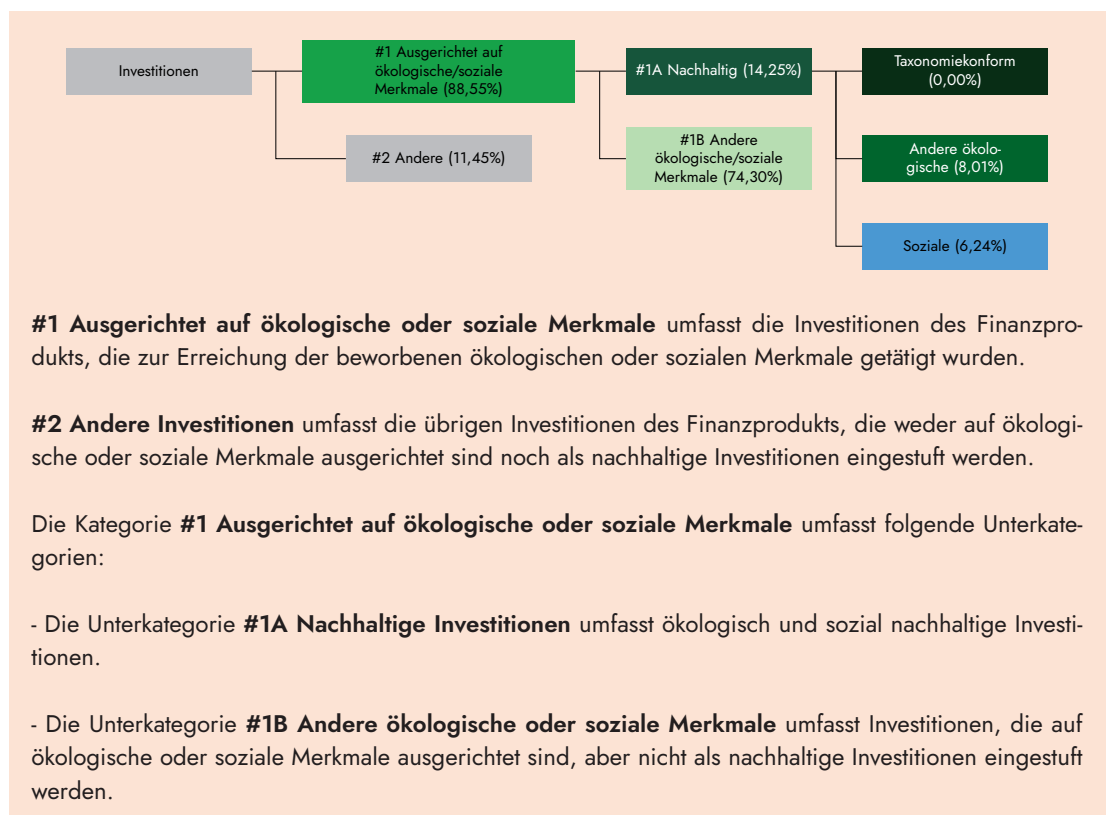 Investitionen
#1 Ausgerichtet auf
ökologische/soziale
Merkmale (88,55%)
#1A Nachhaltig (14,25%)
Taxonomiekonform
(0,00%)
#2 Andere (11,45%)
#1B Andere
ökologische/soziale
Merkmale (74,30%)
Andere ökolo-
gische (8,01%)
Soziale (6,24%)
#1 Ausgerichtet auf ökologische oder soziale Merkmale umfasst die Investitionen des Finanzpro-
dukts, die zur Erreichung der beworbenen ökologischen oder sozialen Merkmale getätigt wurden.
#2 Andere Investitionen umfasst die übrigen Investitionen des Finanzprodukts, die weder auf ökologi-
sche oder soziale Merkmale ausgerichtet sind noch als nachhaltige Investitionen eingestuft werden.
Die Kategorie #1 Ausgerichtet auf ökologische oder soziale Merkmale umfasst folgende Unterkate-
gorien:
- Die Unterkategorie #1A Nachhaltige Investitionen umfasst ökologisch und sozial nachhaltige Investi-
tionen.
- Die Unterkategorie #1B Andere ökologische oder soziale Merkmale umfasst Investitionen, die auf
ökologische oder soziale Merkmale ausgerichtet sind, aber nicht als nachhaltige Investitionen eingestuft
werden.